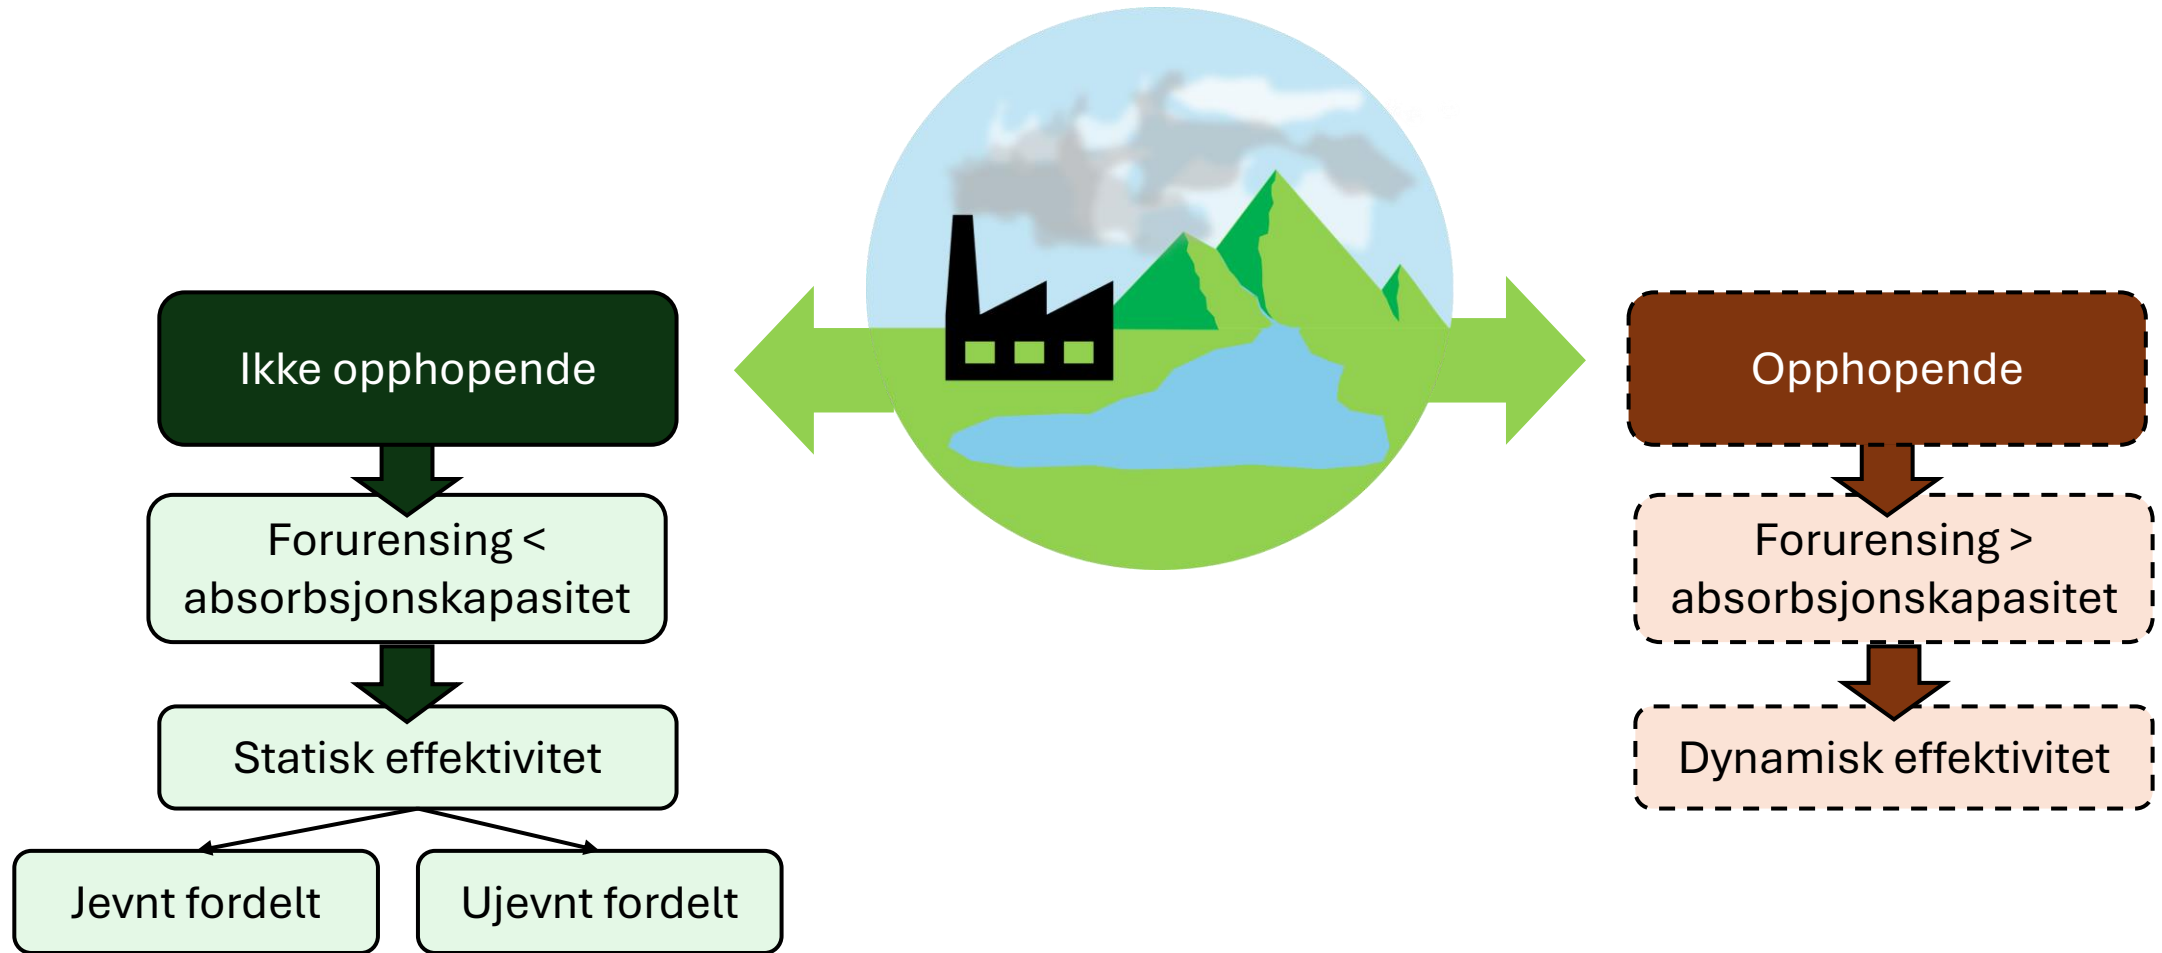 Ikke opphopende
Forurensing <
absorbsjonskapasitet
Statisk effektivitet
Jevnt fordelt
Ujevnt fordelt
Opphopende
Forurensing >
absorbsjonskapasitet
Dynamisk effektivitet